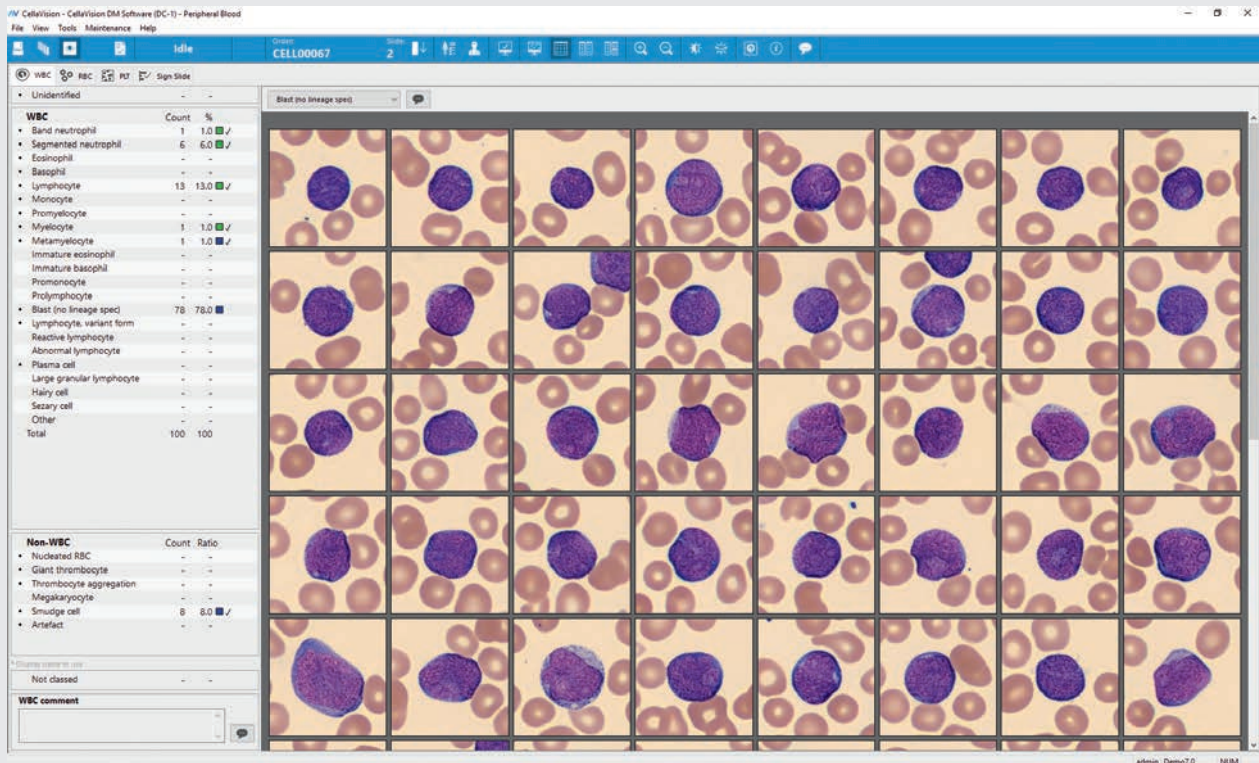 CellaVision - CellaVision DM Software (DC-1) - Peripheral Blood
File View Tools Maintenance Help
Idle
Order:
CELL00067
Slide:
2
WBC RBC PLT Sign Slide
Unidentified - -
Blast (no lineage spec)
WBC Count %
Band neutrophil 1 1.0
Segmented neutrophil 6 6.0
Eosinophil - -
Basophil - -
Lymphocyte 13 13.0
Monocyte - -
Promyelocyte - -
Myelocyte 1 1.0
Metamyelocyte 1 1.0
Immature eosinophil - -
Immature basophil - -
Promonocyte - -
Prolymphocyte - -
Blast (no lineage spec) 78 78.0
Lymphocyte, variant form - -
Reactive lymphocyte - -
Abnormal lymphocyte - -
Plasma cell - -
Large granular lymphocyte - -
Hairy cell - -
Sezary cell - -
Other - -
Total 100 100
Non-WBC Count Ratio
Nucleated RBC - -
Giant thrombocyte - -
Thrombocyte aggregation - -
Megakaryocyte - -
Smudge cell 8 8.0
Artefact - -
Not classed - -
WBC comment
admin Demo7.0 NUM